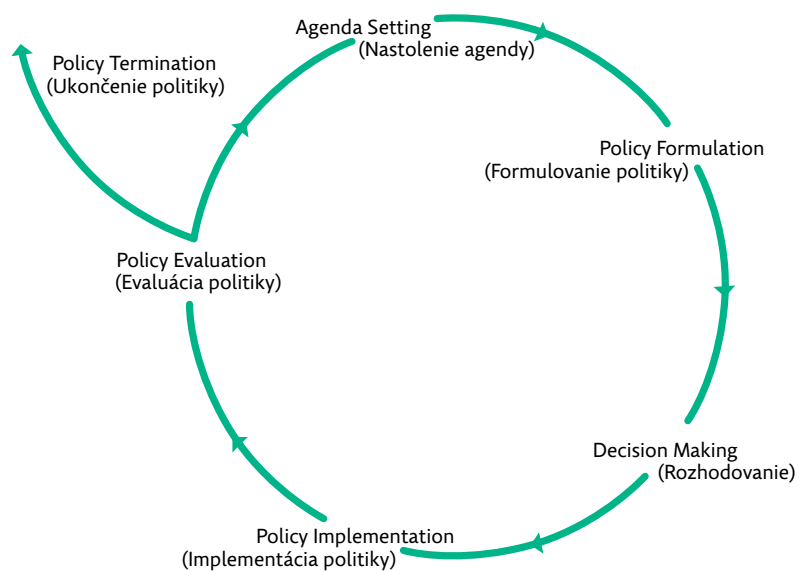 Agenda Setting
(Nastolenie agendy)
Policy Termination
(Ukončenie politiky)
Policy Formulation
(Formulovanie politiky)
Policy Evaluation
(Evaluácia politiky)
Decision Making
(Rozhodovanie)
Policy Implementation
(Implementácia politiky)